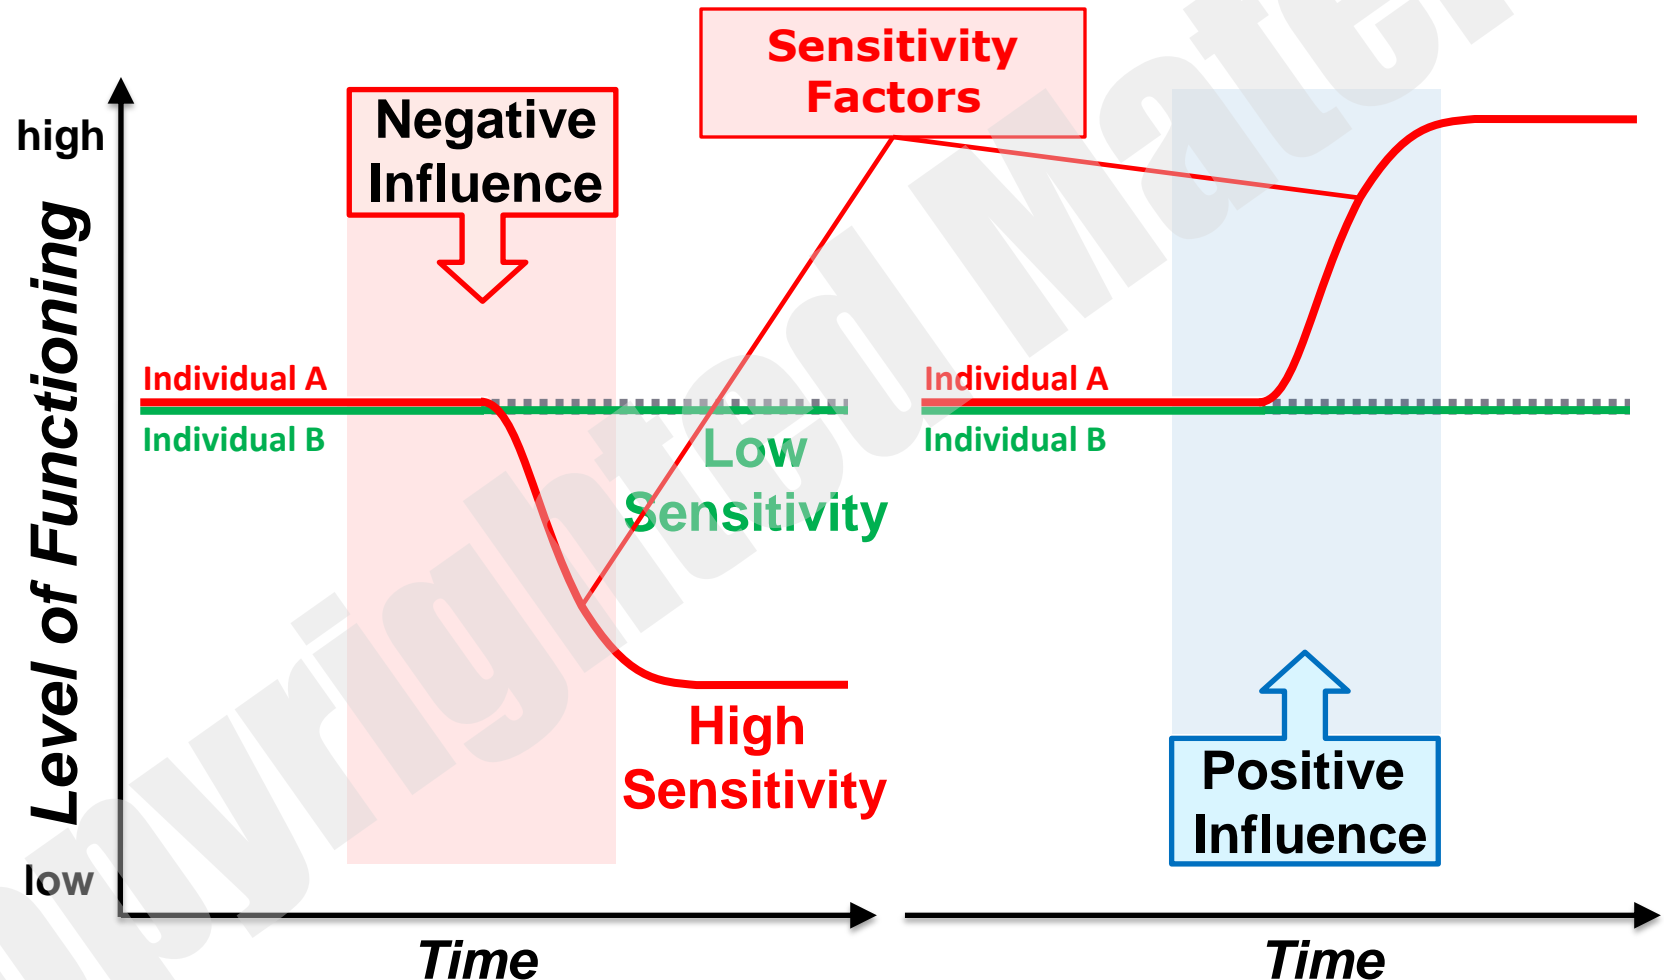 Sensitivity
Factors
high
Negative
Influence
Level of Functioning
Individual A
Individual B
Low
Sensitivity
High
Sensitivity
low
Time
Individual A
Individual B
Positive
Influence
Time